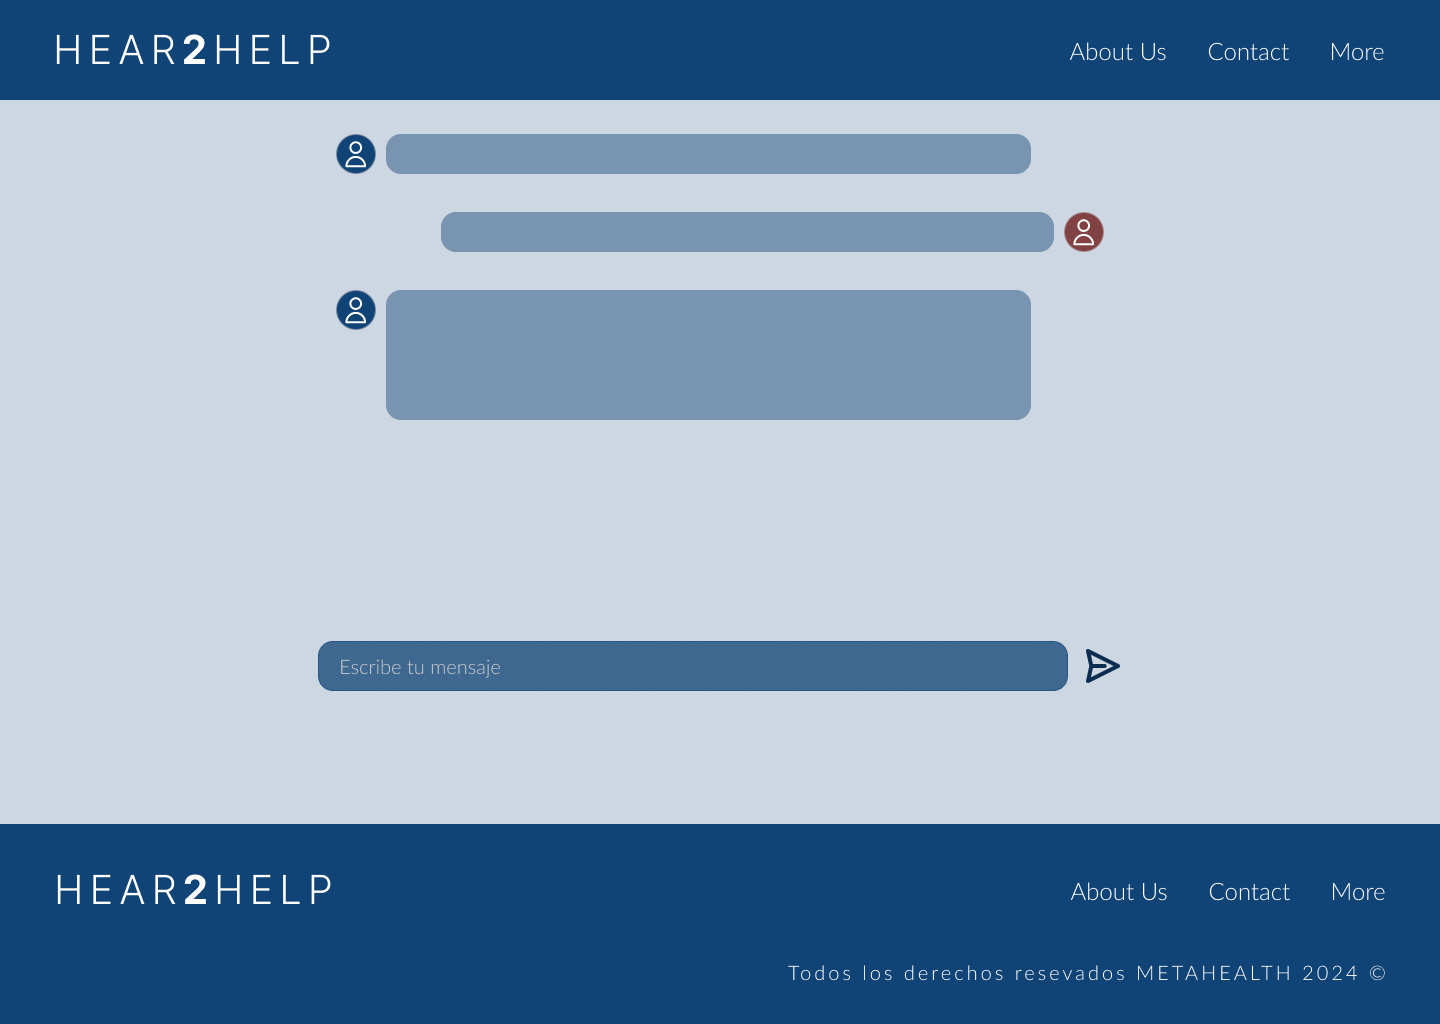 HEAR2HELP About Us Contact More
Escribe tu mensaje
HEAR2HELP About Us Contact More
Todos los derechos resevados METAHEALTH 2024 ©